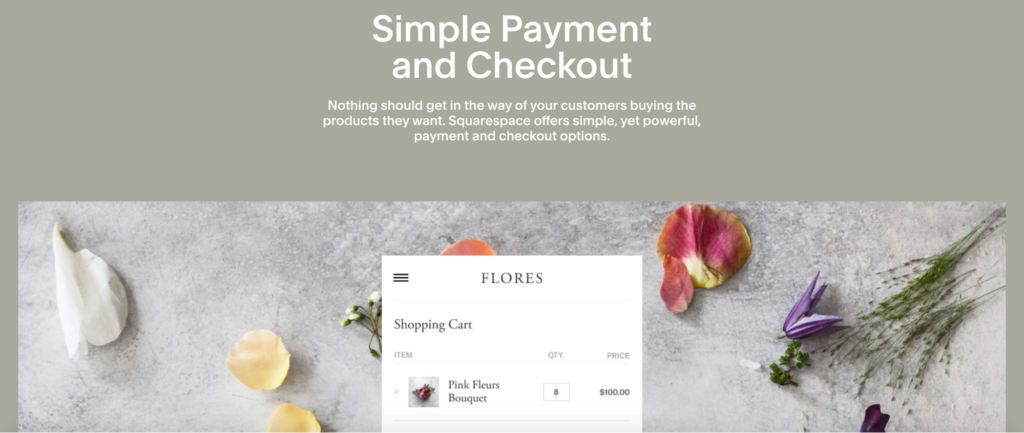 Simple Payment
and Checkout
Nothing should get in the way of your customers buying the
products they want. Squarespace offers simple, yet powerful,
payment and checkout options.
FLORES
Shopping Cart
ITEM QTY. PRICE
× Pink Fleurs
Bouquet 8 $100.00